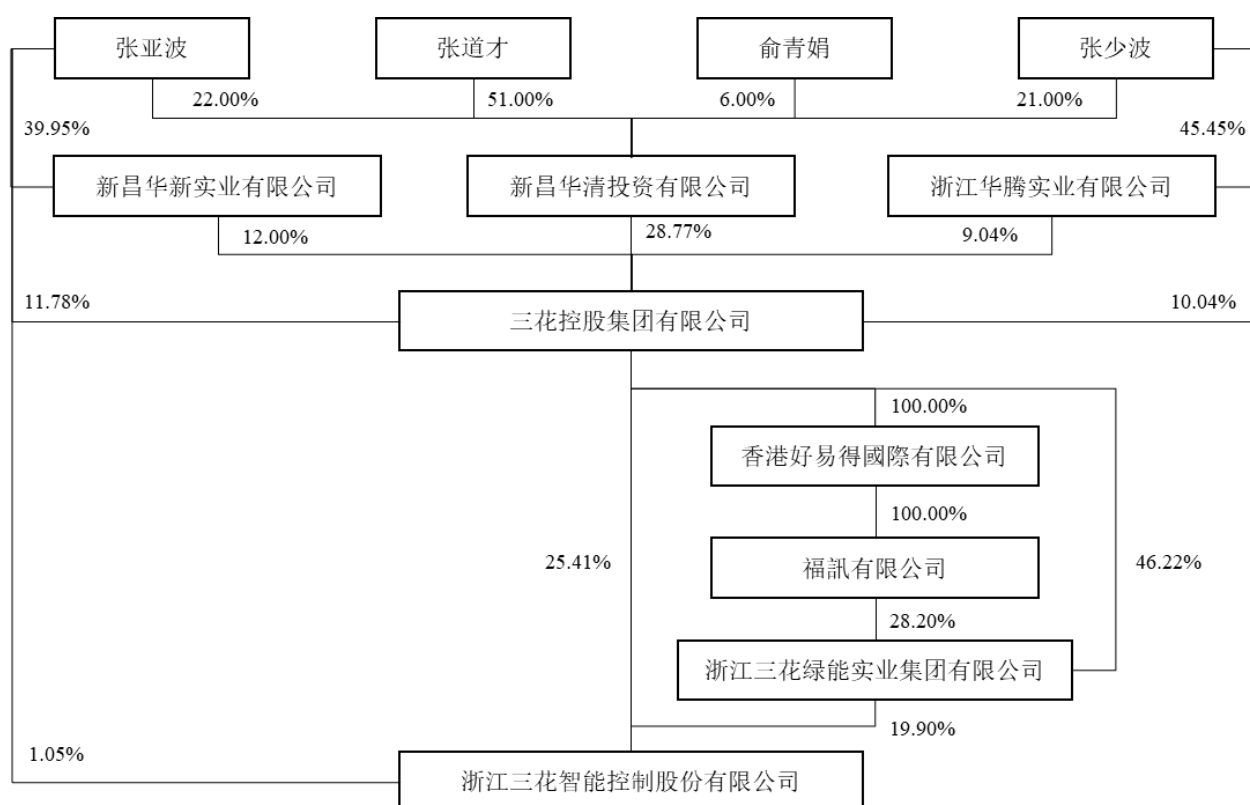 张亚波
张道才
俞青娟
张少波
22.00%
51.00%
6.00%
21.00%
39.95%
45.45%
新昌华新实业有限公司
新昌华清投资有限公司
浙江华腾实业有限公司
12.00%
28.77%
9.04%
11.78%
三花控股集团有限公司
10.04%
100.00%
香港好易得國際有限公司
100.00%
25.41%
福訊有限公司
46.22%
28.20%
浙江三花绿能实业集团有限公司
19.90%
1.05%
浙江三花智能控制股份有限公司